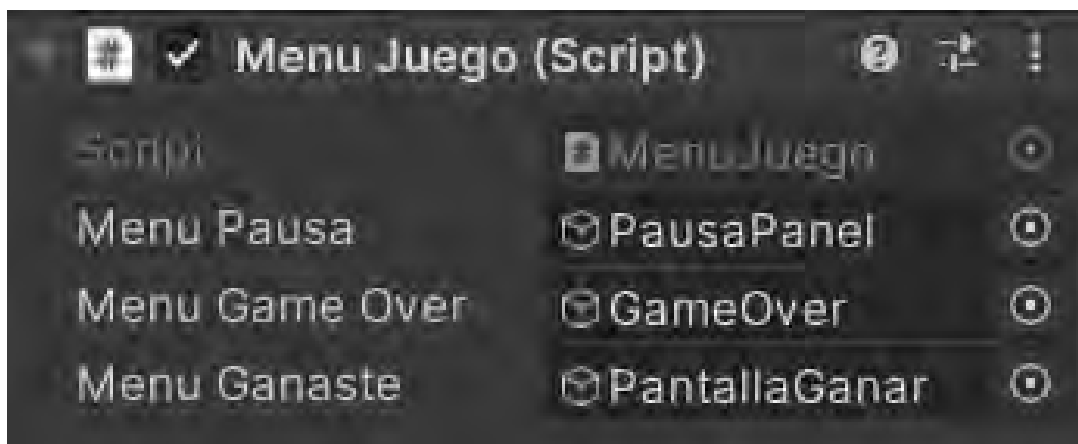 Menu Juego (Script)
Script MenuJuego
Menu Pausa PausaPanel
Menu Game Over GameOver
Menu Ganaste PantallaGanar